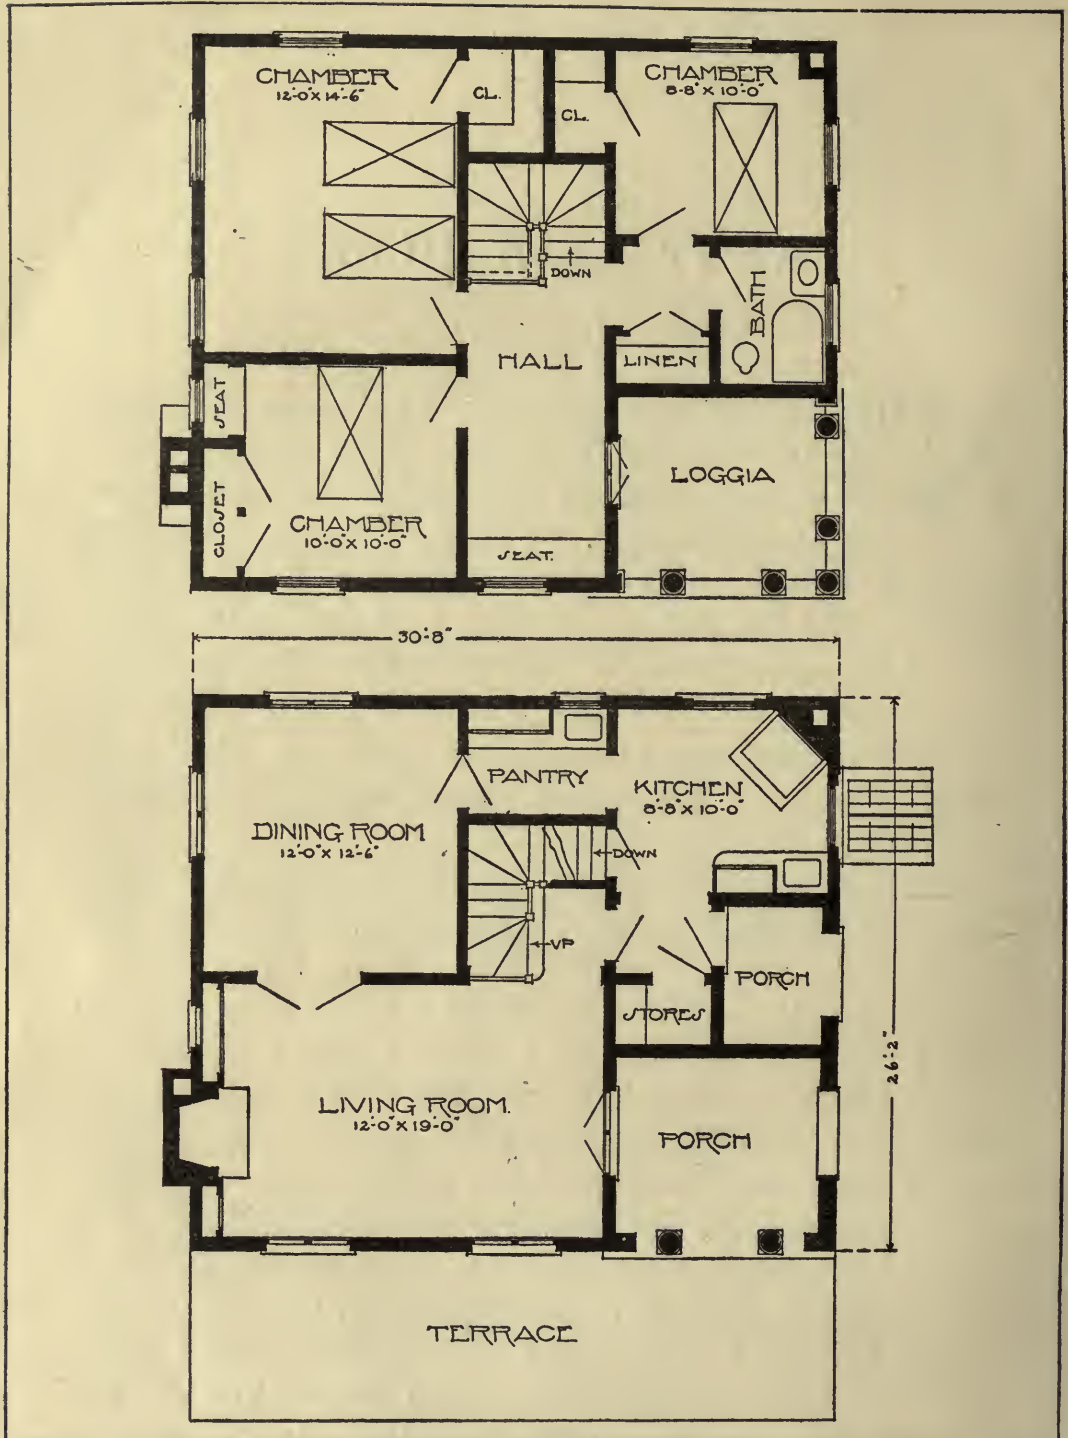 CHAMBER
12'-0" X 14'-6"
CL.
CL.
CHAMBER
8-8" X 10'-0"
DOWN
BATH
HALL
LINEN
SEAT
CLOSET
CHAMBER
10'-0" X 10'-0"
SEAT.
LOGGIA
30'-8"
PANTRY
KITCHEN
8'-8" X 10'-0"
DINING ROOM
12'-0" X 12'-6"
DOWN
UP
PORCH
STORES
26'-2"
LIVING ROOM.
12'-0" X 19'-0"
PORCH
TERRACE